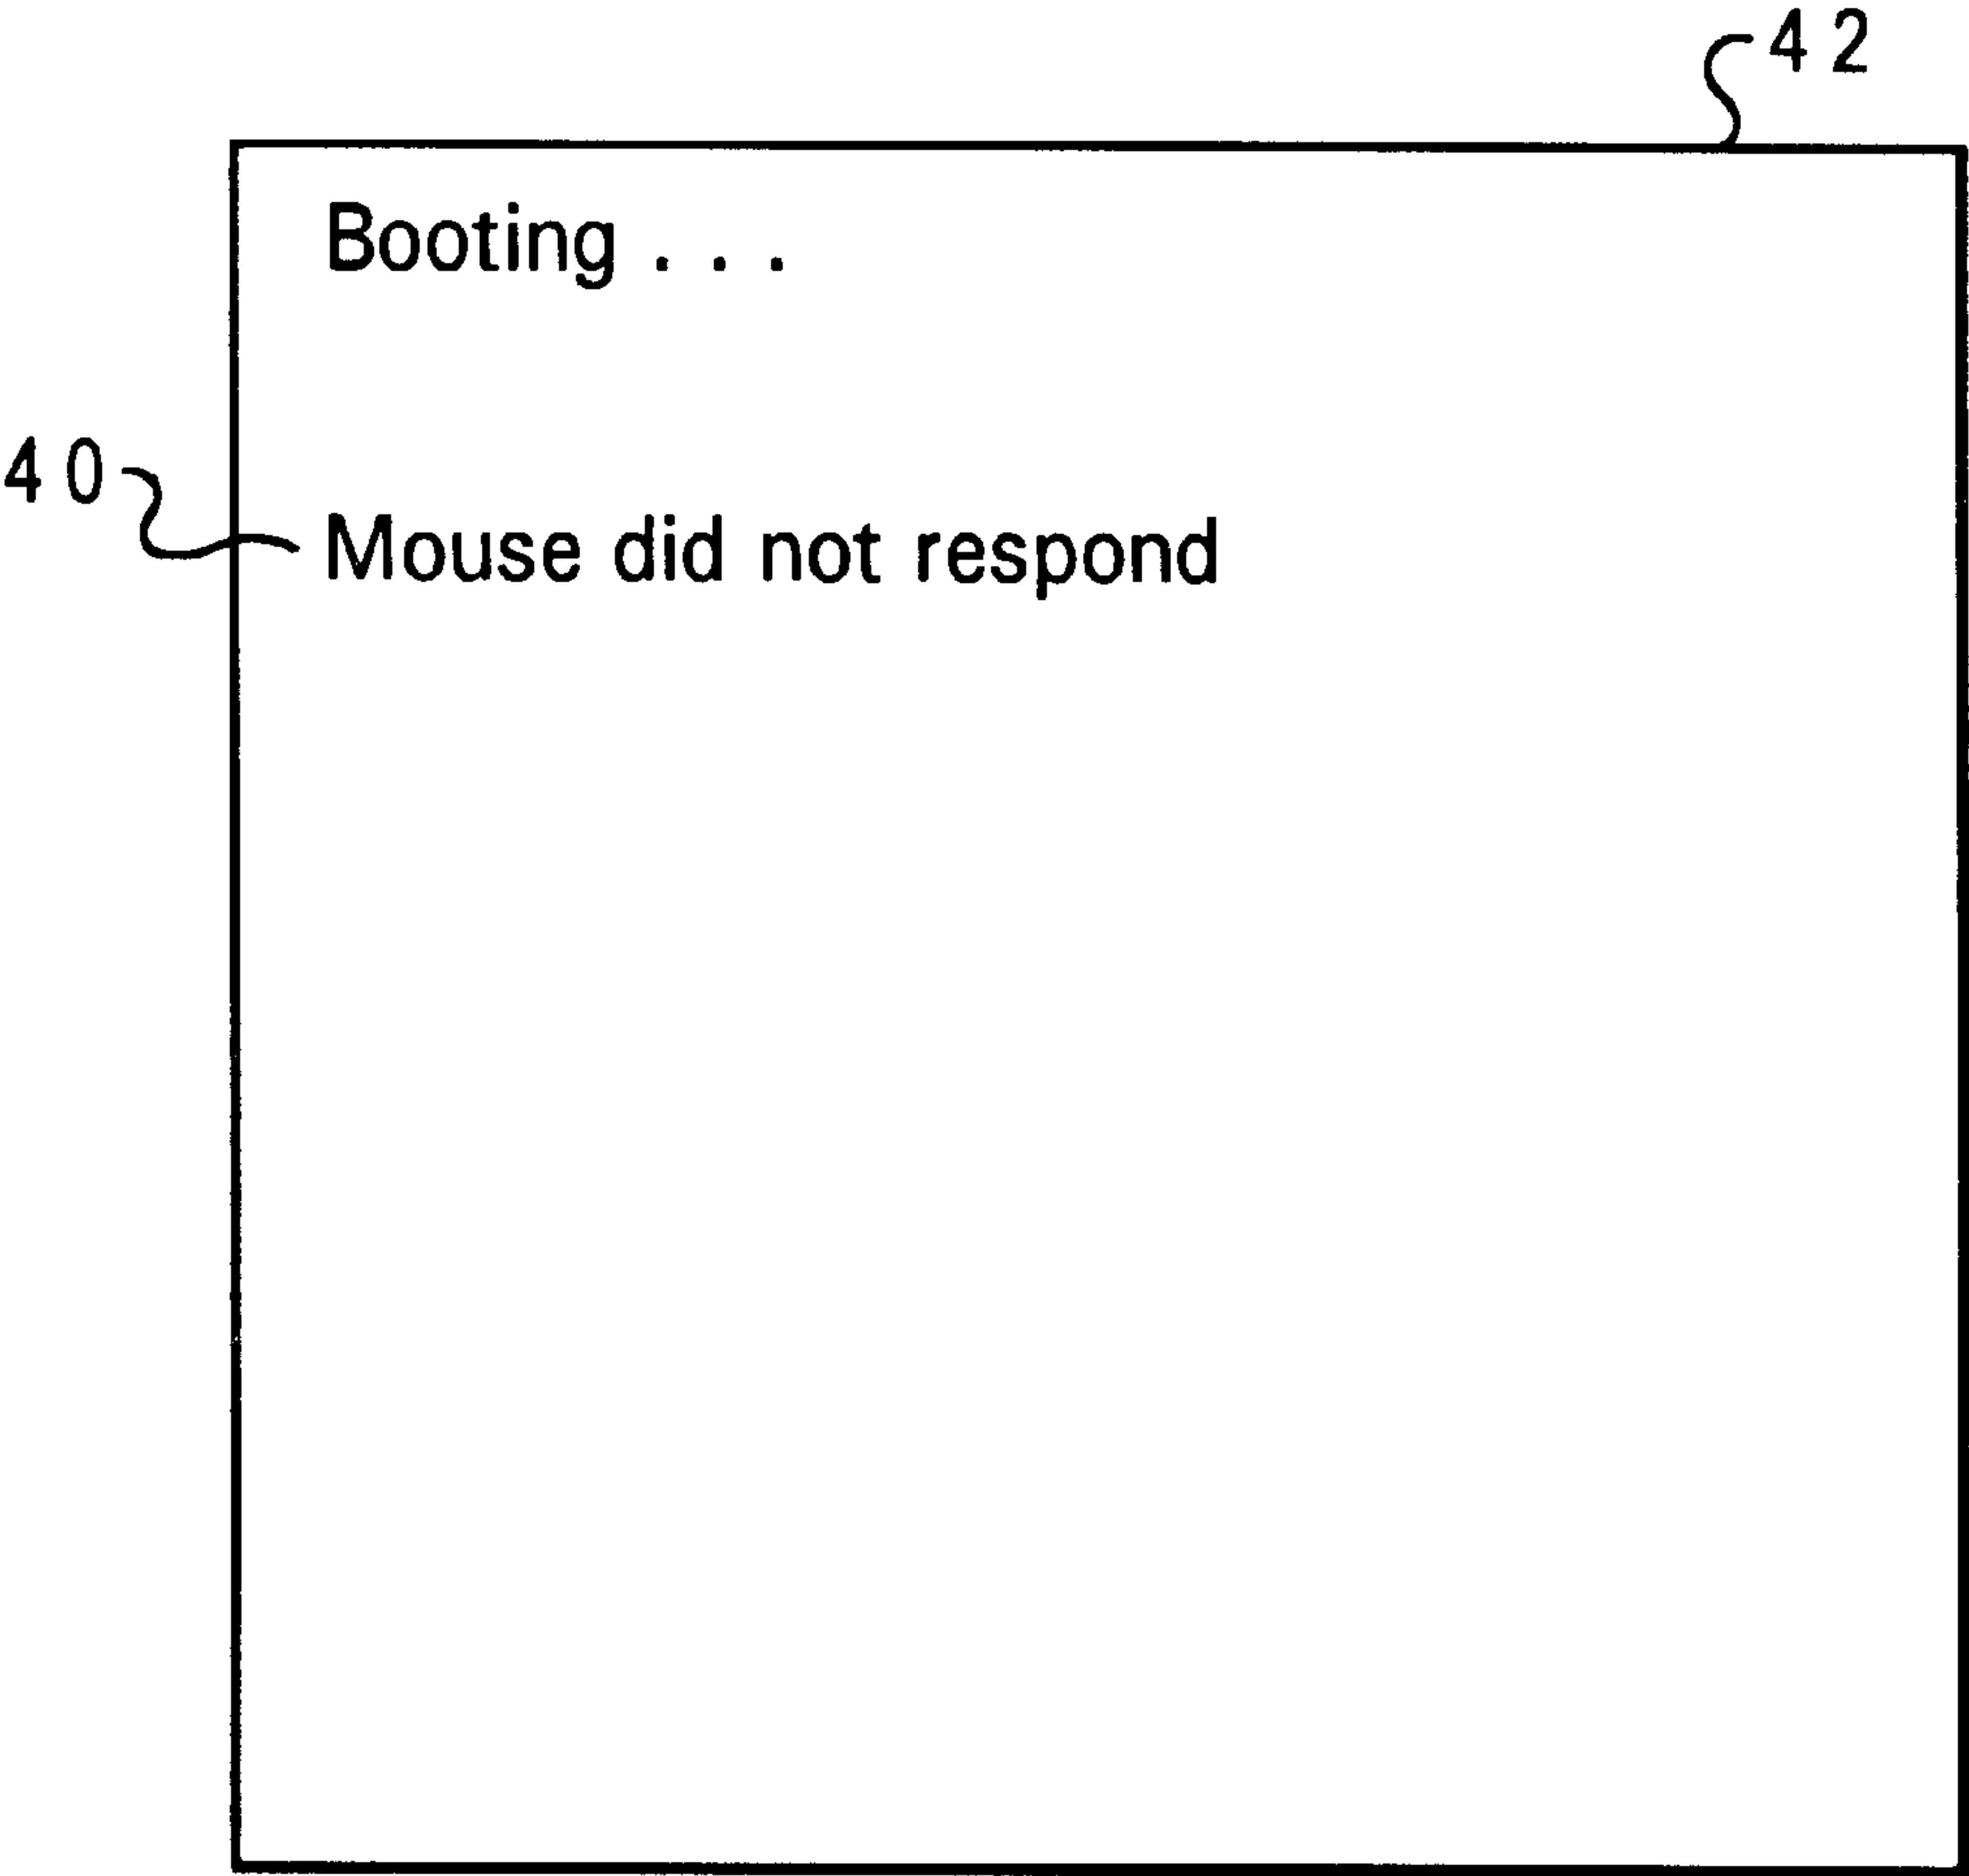 42
Booting . . .
40
Mouse did not respond